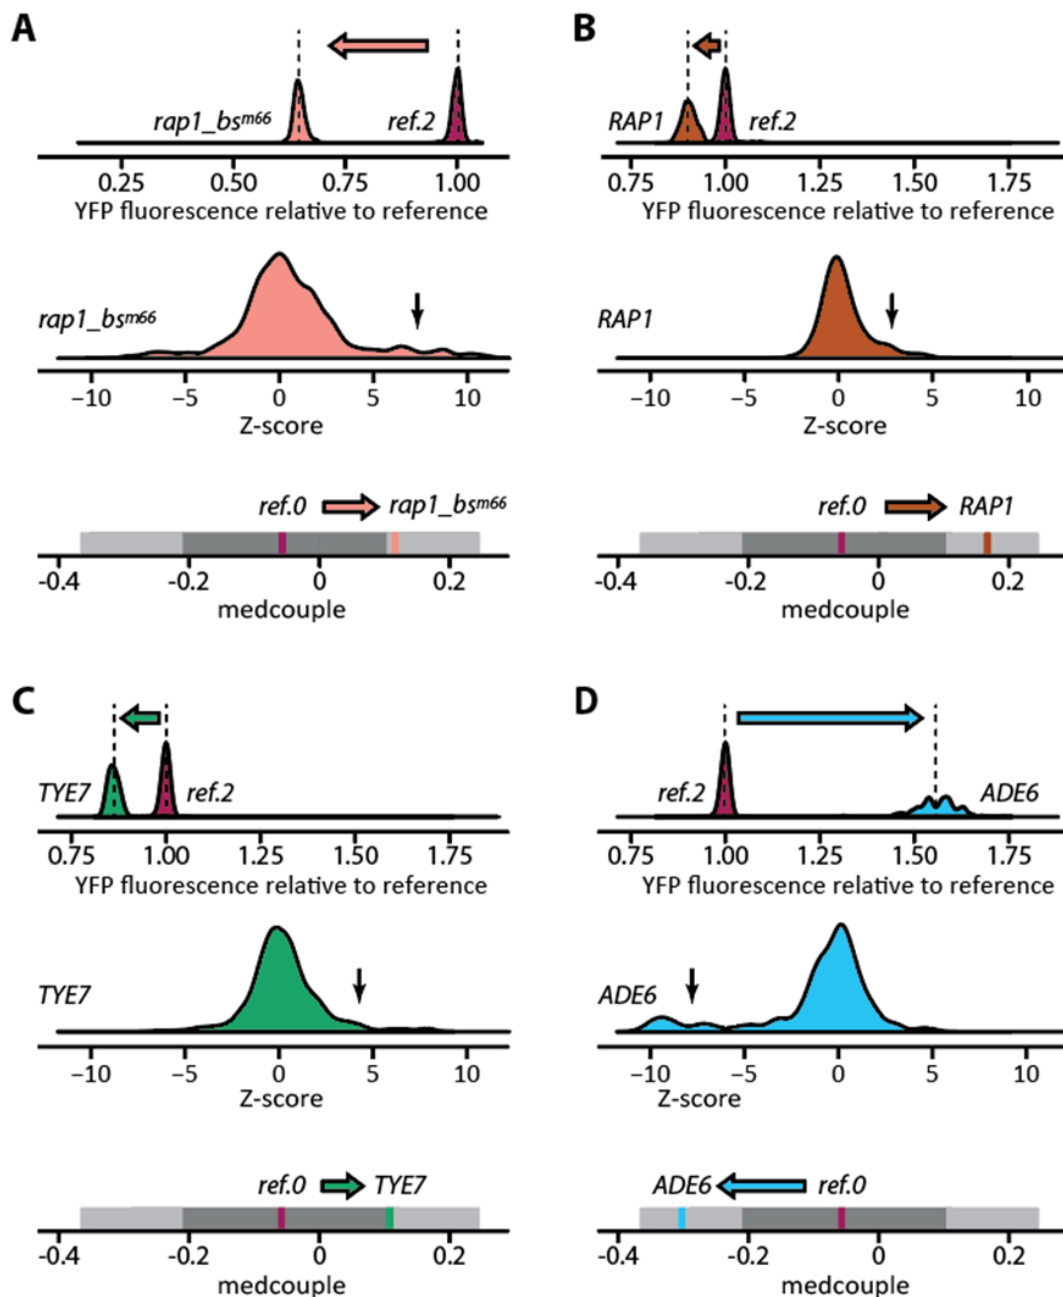 A
rap1_bsᵐ⁶⁶ ref.2
0.25 0.50 0.75 1.00
YFP fluorescence relative to reference
rap1_bsᵐ⁶⁶
−10 −5 0 5 10
Z-score
ref.0 rap1_bsᵐ⁶⁶
-0.4 -0.2 0 0.2
medcouple
B
RAP1 ref.2
0.75 1.00 1.25 1.50 1.75
YFP fluorescence relative to reference
RAP1
−10 −5 0 5 10
Z-score
ref.0 RAP1
-0.4 -0.2 0 0.2
medcouple
C
TYE7 ref.2
0.75 1.00 1.25 1.50 1.75
YFP fluorescence relative to reference
TYE7
−10 −5 0 5 10
Z-score
ref.0 TYE7
-0.4 -0.2 0 0.2
medcouple
D
ref.2 ADE6
0.75 1.00 1.25 1.50 1.75
YFP fluorescence relative to reference
ADE6
−10 −5 0 5 10
Z-score
ADE6 ref.0
-0.4 -0.2 0 0.2
medcouple